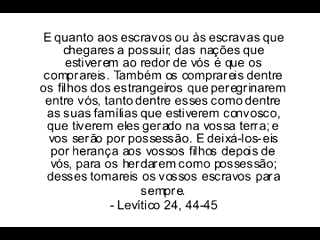 E quanto aos escravos ou às escravas que
chegares a possuir, das nações que
estiverem ao redor de vós é que os
comprareis. Também os comprareis dentre
os filhos dos estrangeiros que peregrinarem
entre vós, tanto dentre esses como dentre
as suas famílias que estiverem convosco,
que tiverem eles gerado na vossa terra; e
vos serão por possessão. E deixá-los-eis
por herança aos vossos filhos depois de
vós, para os herdarem como possessão;
desses tomareis os vossos escravos para
sempre.
- Levítico 24, 44-45